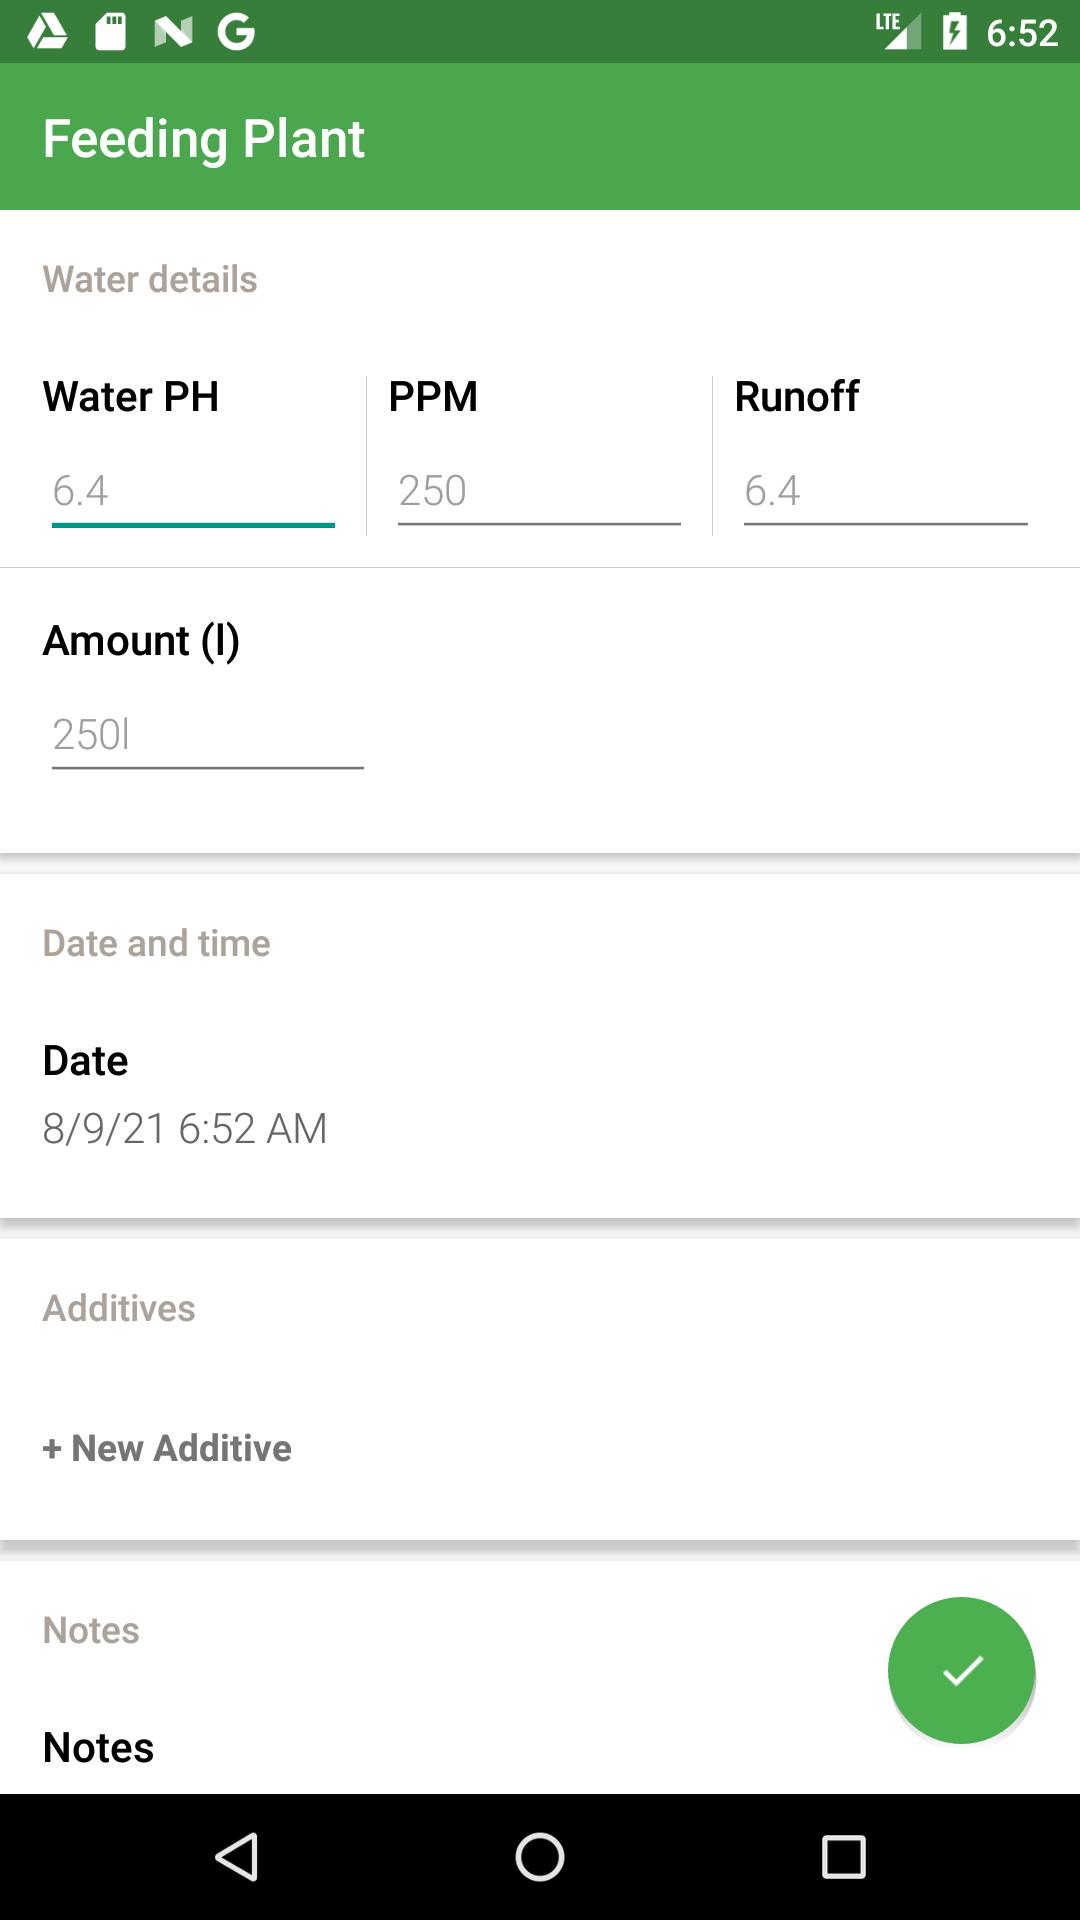 LTE 6:52
Feeding Plant
Water details
Water PH PPM Runoff
6.4 250 6.4
Amount (l)
250l
Date and time
Date
8/9/21 6:52 AM
Additives
+ New Additive
Notes
Notes